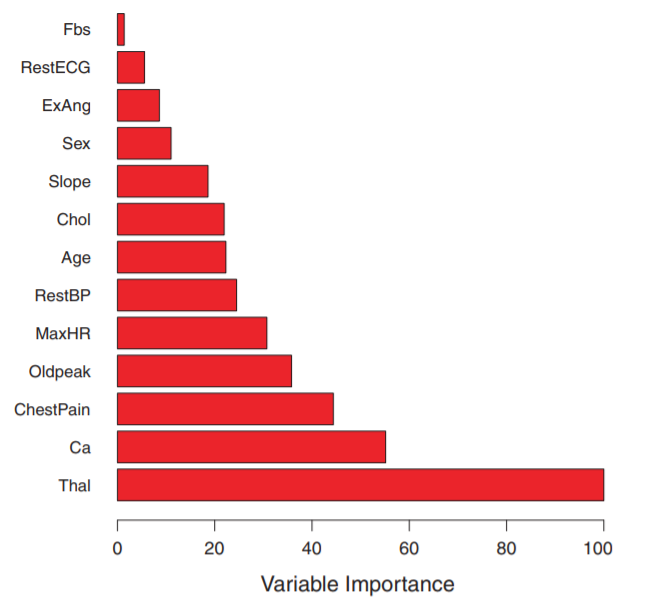 Fbs
RestECG
ExAng
Sex
Slope
Chol
Age
RestBP
MaxHR
Oldpeak
ChestPain
Ca
Thal
0 20 40 60 80 100
Variable Importance